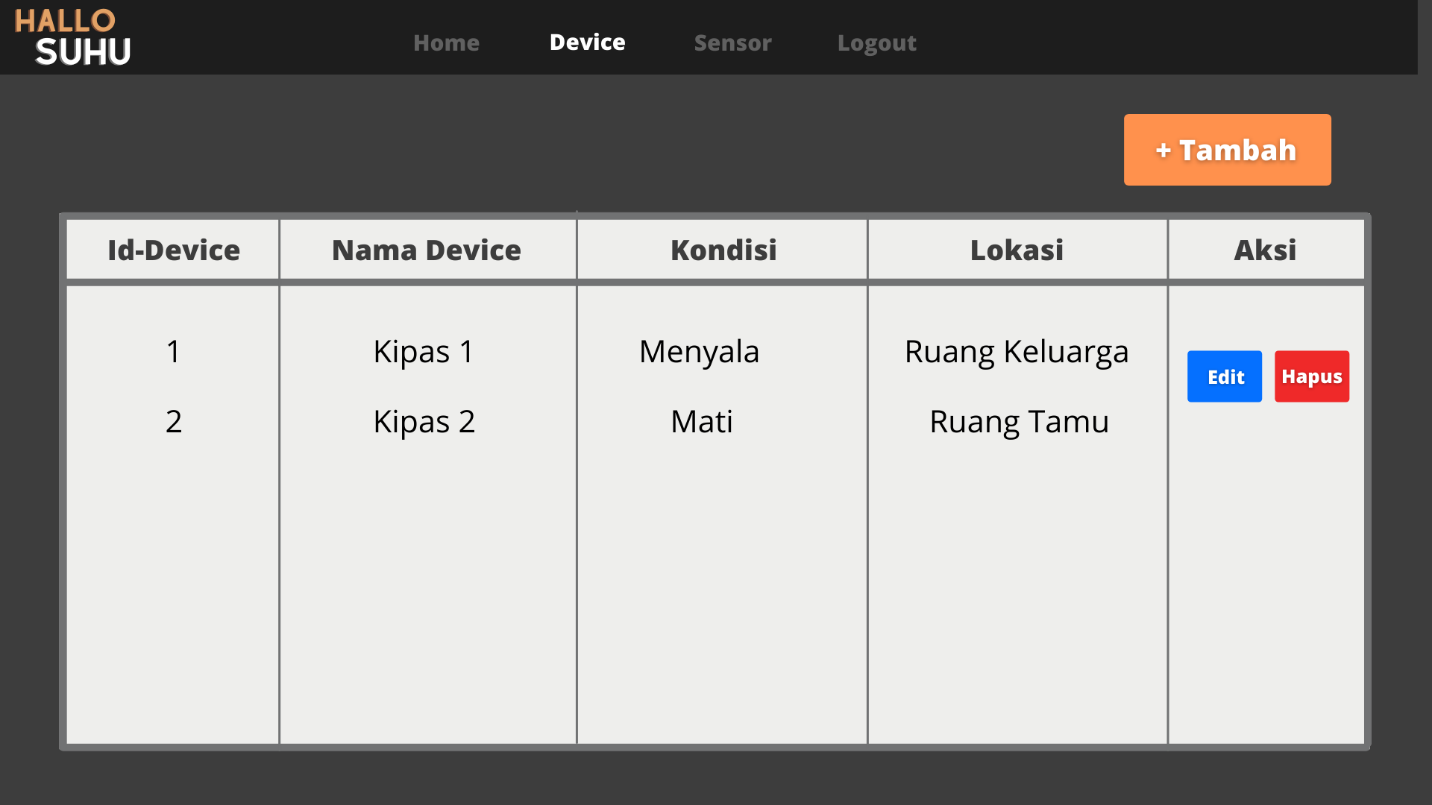 HALLO
SUHU
Home Device Sensor Logout
+ Tambah
Id-Device Nama Device Kondisi Lokasi Aksi
1 Kipas 1 Menyala Ruang Keluarga
Edit Hapus
2 Kipas 2 Mati Ruang Tamu